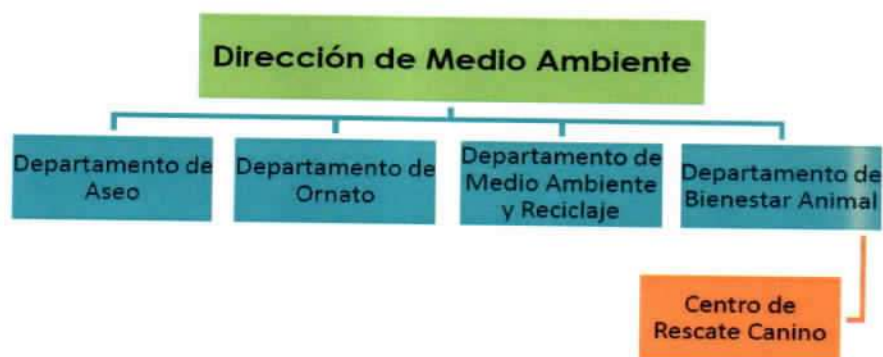 Dirección de Medio Ambiente
Departamento de
Aseo
Departamento de
Ornato
Departamento de
Medio Ambiente
y Reciclaje
Departamento de
Bienestar Animal
Centro de
Rescate Canino